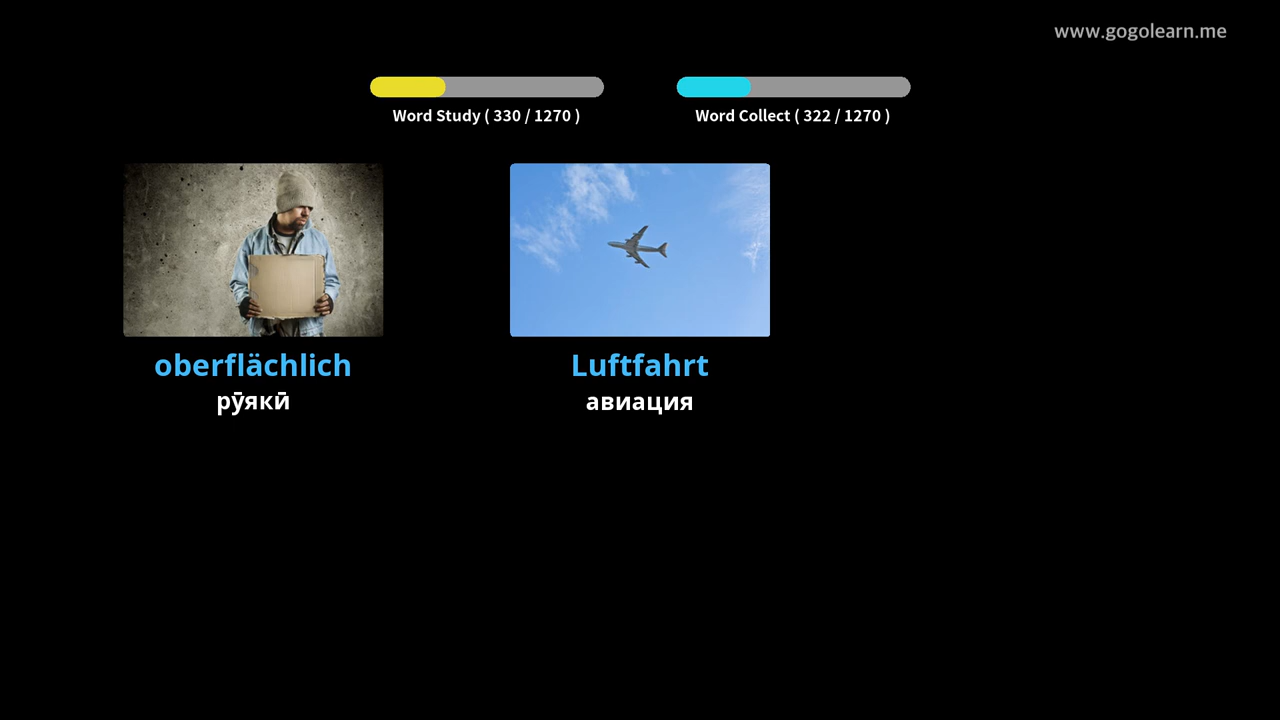 www.gogolearn.me
Word Study ( 330 / 1270 )
Word Collect ( 322 / 1270 )
oberflächlich
рӯякӣ
Luftfahrt
авиация